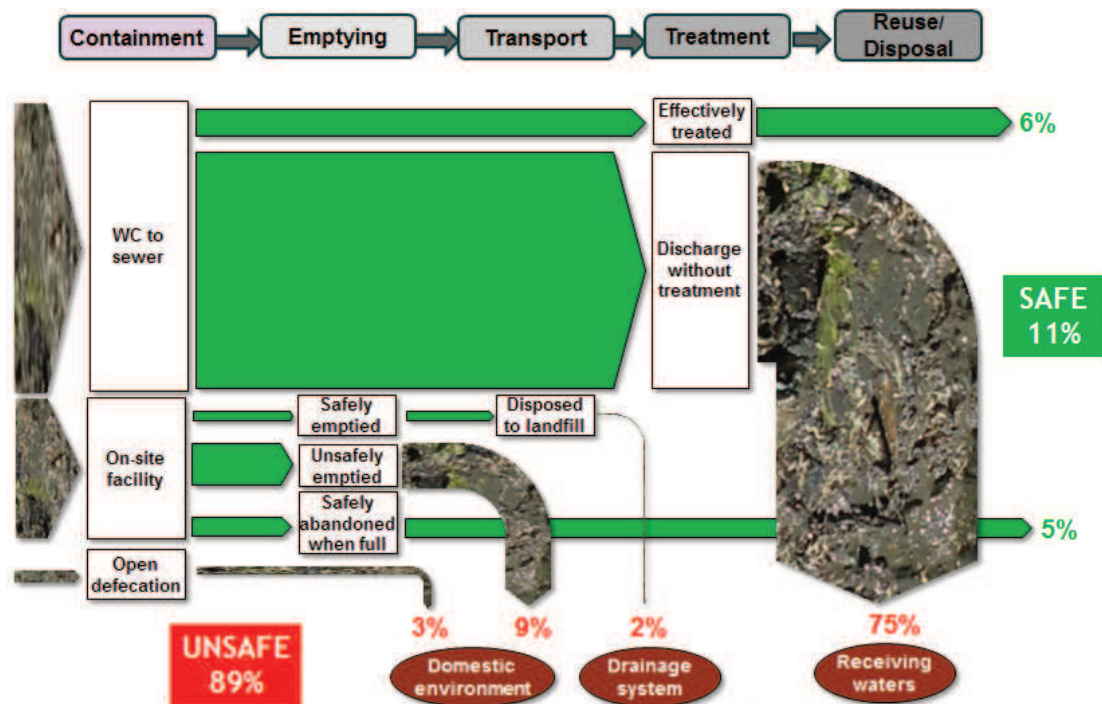 Containment
Emptying
Transport
Treatment
Reuse/
Disposal
Effectively
treated
6%
WC to
sewer
Discharge
without
treatment
SAFE
11%
Safely
emptied
Disposed
to landfill
On-site
facility
Unsafely
emptied
Safely
abandoned
when full
5%
Open
defecation
UNSAFE
89%
3%
9%
2%
75%
Domestic
environment
Drainage
system
Receiving
waters